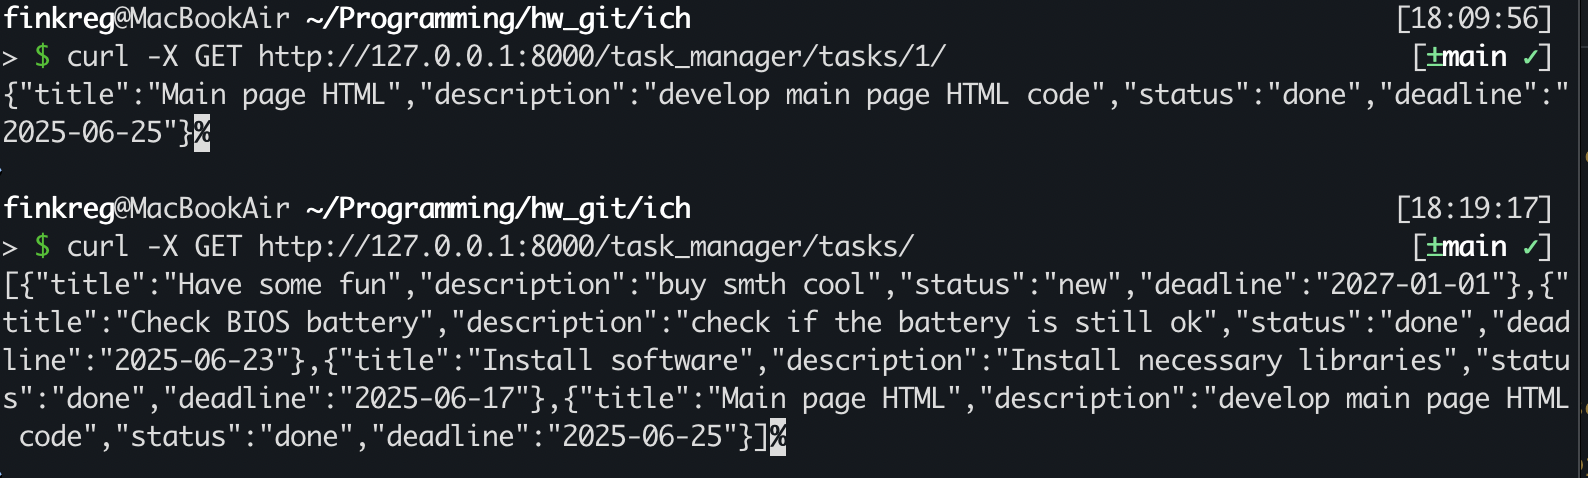 finkreg@MacBookAir ~/Programming/hw_git/ich [18:09:56]
> $ curl -X GET http://127.0.0.1:8000/task_manager/tasks/1/ [±main ✓]
{"title":"Main page HTML","description":"develop main page HTML code","status":"done","deadline":"
2025-06-25"}%
finkreg@MacBookAir ~/Programming/hw_git/ich [18:19:17]
> $ curl -X GET http://127.0.0.1:8000/task_manager/tasks/ [±main ✓]
[{"title":"Have some fun","description":"buy smth cool","status":"new","deadline":"2027-01-01"},{"
title":"Check BIOS battery","description":"check if the battery is still ok","status":"done","dead
line":"2025-06-23"},{"title":"Install software","description":"Install necessary libraries","statu
s":"done","deadline":"2025-06-17"},{"title":"Main page HTML","description":"develop main page HTML
 code","status":"done","deadline":"2025-06-25"}]%